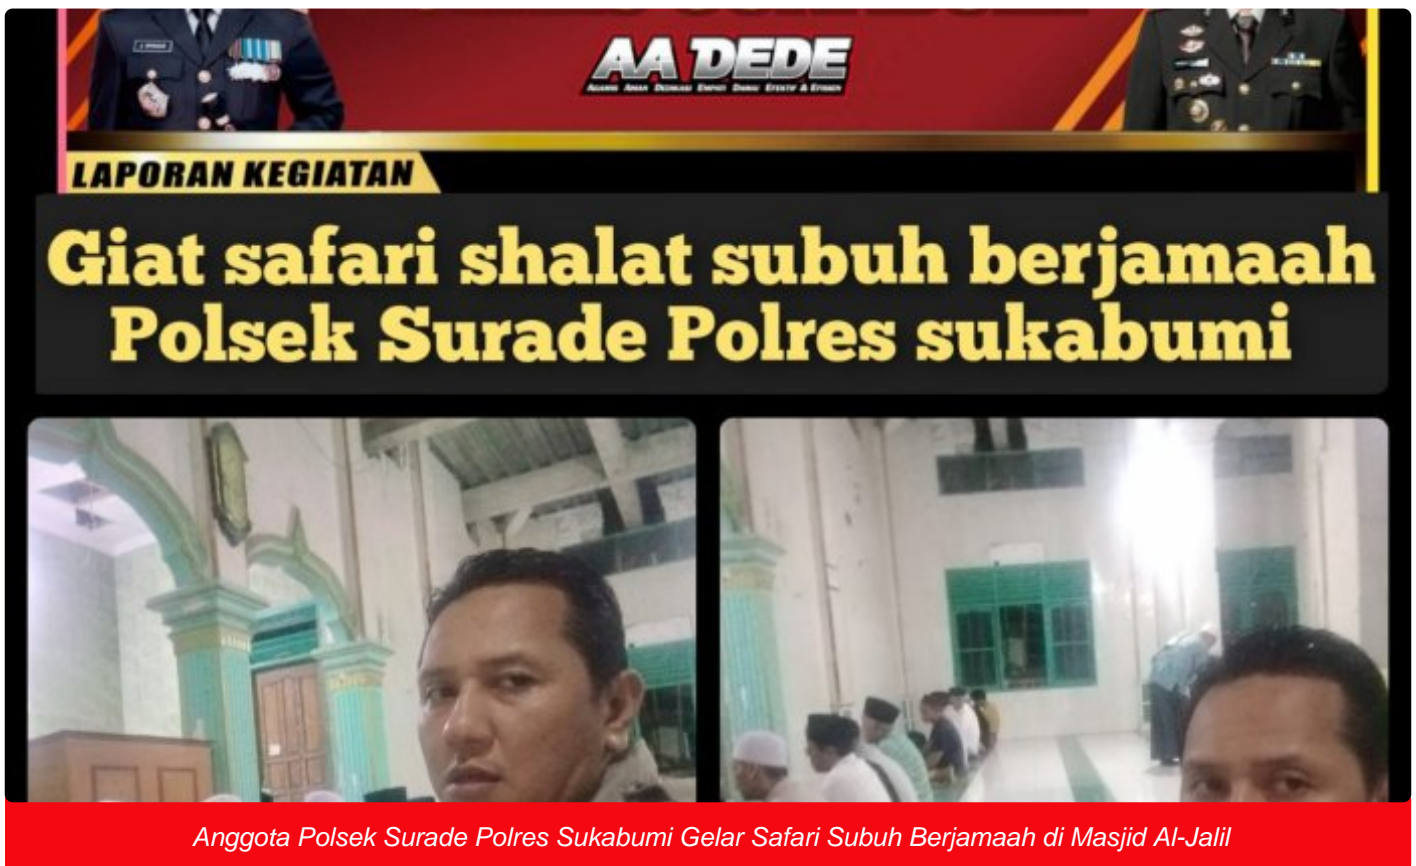 AA DEDE
LAPORAN KEGIATAN
Giat safari shalat subuh berjamaah
Polsek Surade Polres sukabumi
Anggota Polsek Surade Polres Sukabumi Gelar Safari Subuh Berjamaah di Masjid Al-Jalil